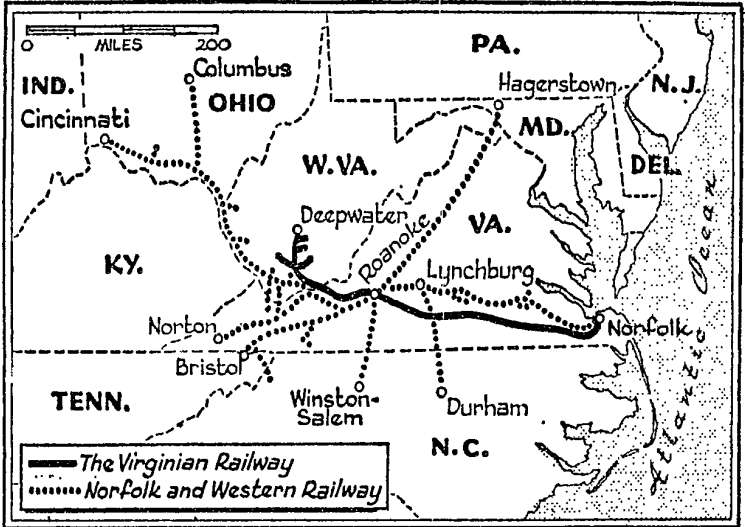 0 MILES 200
PA.
Columbus
IND.
OHIO
Hagerstown
N.J.
Cincinnati
MD.
W.VA.
DEL.
Deepwater
Roanoke
VA.
KY.
Lynchburg
Atlantic Ocean
Norton
Norfolk
Bristol
TENN.
Winston-
Salem
Durham
N.C.
The Virginian Railway
Norfolk and Western Railway